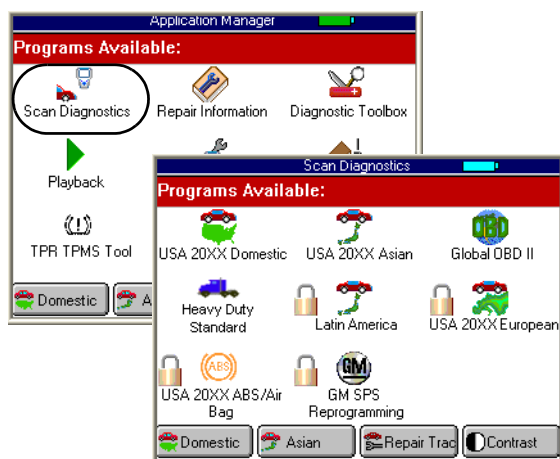 Application Manager
Programs Available:
Scan Diagnostics
Repair Information
Diagnostic Toolbox
Playback
TPR TPMS Tool
Domestic
A
Scan Diagnostics
Programs Available:
USA 20XX Domestic
USA 20XX Asian
Global OBD II
OBD
Heavy Duty
Standard
Latin America
USA 20XX European
ABS
USA 20XX ABS/Air
Bag
GM
GM SPS
Reprogramming
Domestic
Asian
Repair Trac
Contrast